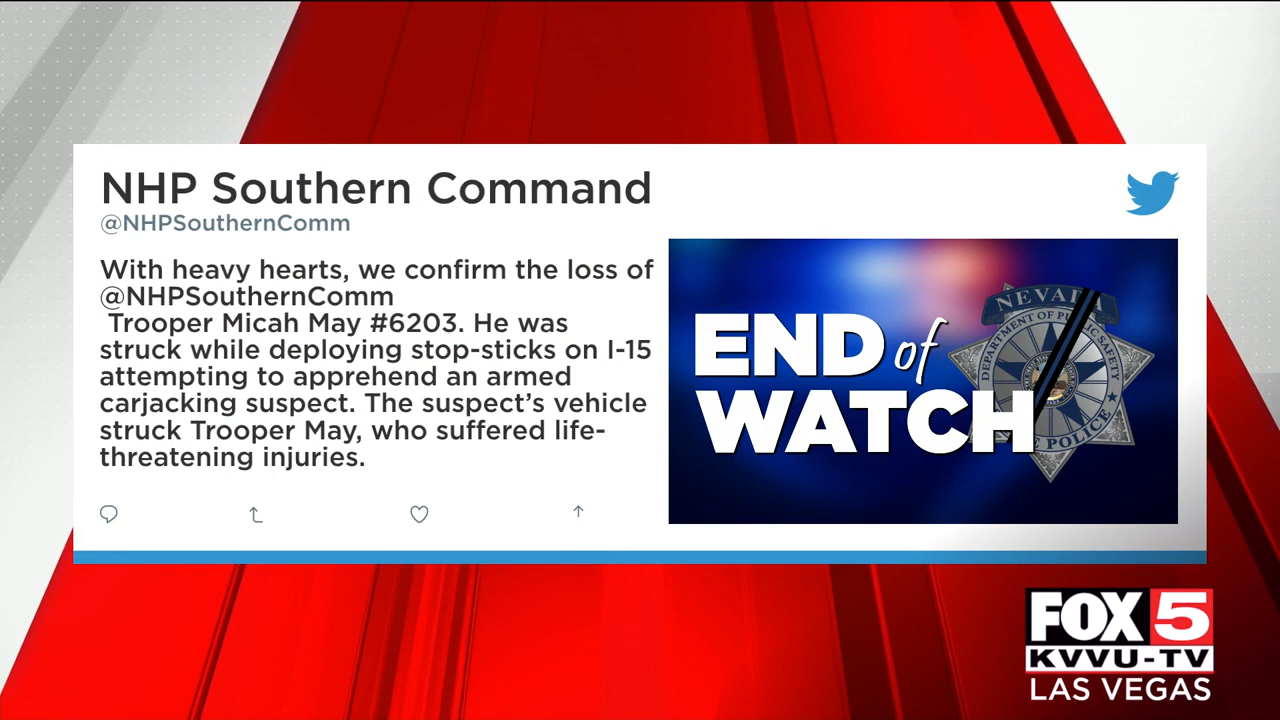 NHP Southern Command
@NHPSouthernComm
With heavy hearts, we confirm the loss of
@NHPSouthernComm
Trooper Micah May #6203. He was
struck while deploying stop-sticks on I-15
attempting to apprehend an armed
carjacking suspect. The suspect's vehicle
struck Trooper May, who suffered life-
threatening injuries.
END of
WATCH
NEVADA
DEPARTMENT OF PUBLIC SAFETY
POLICE
FOX 5
KVVU-TV
LAS VEGAS